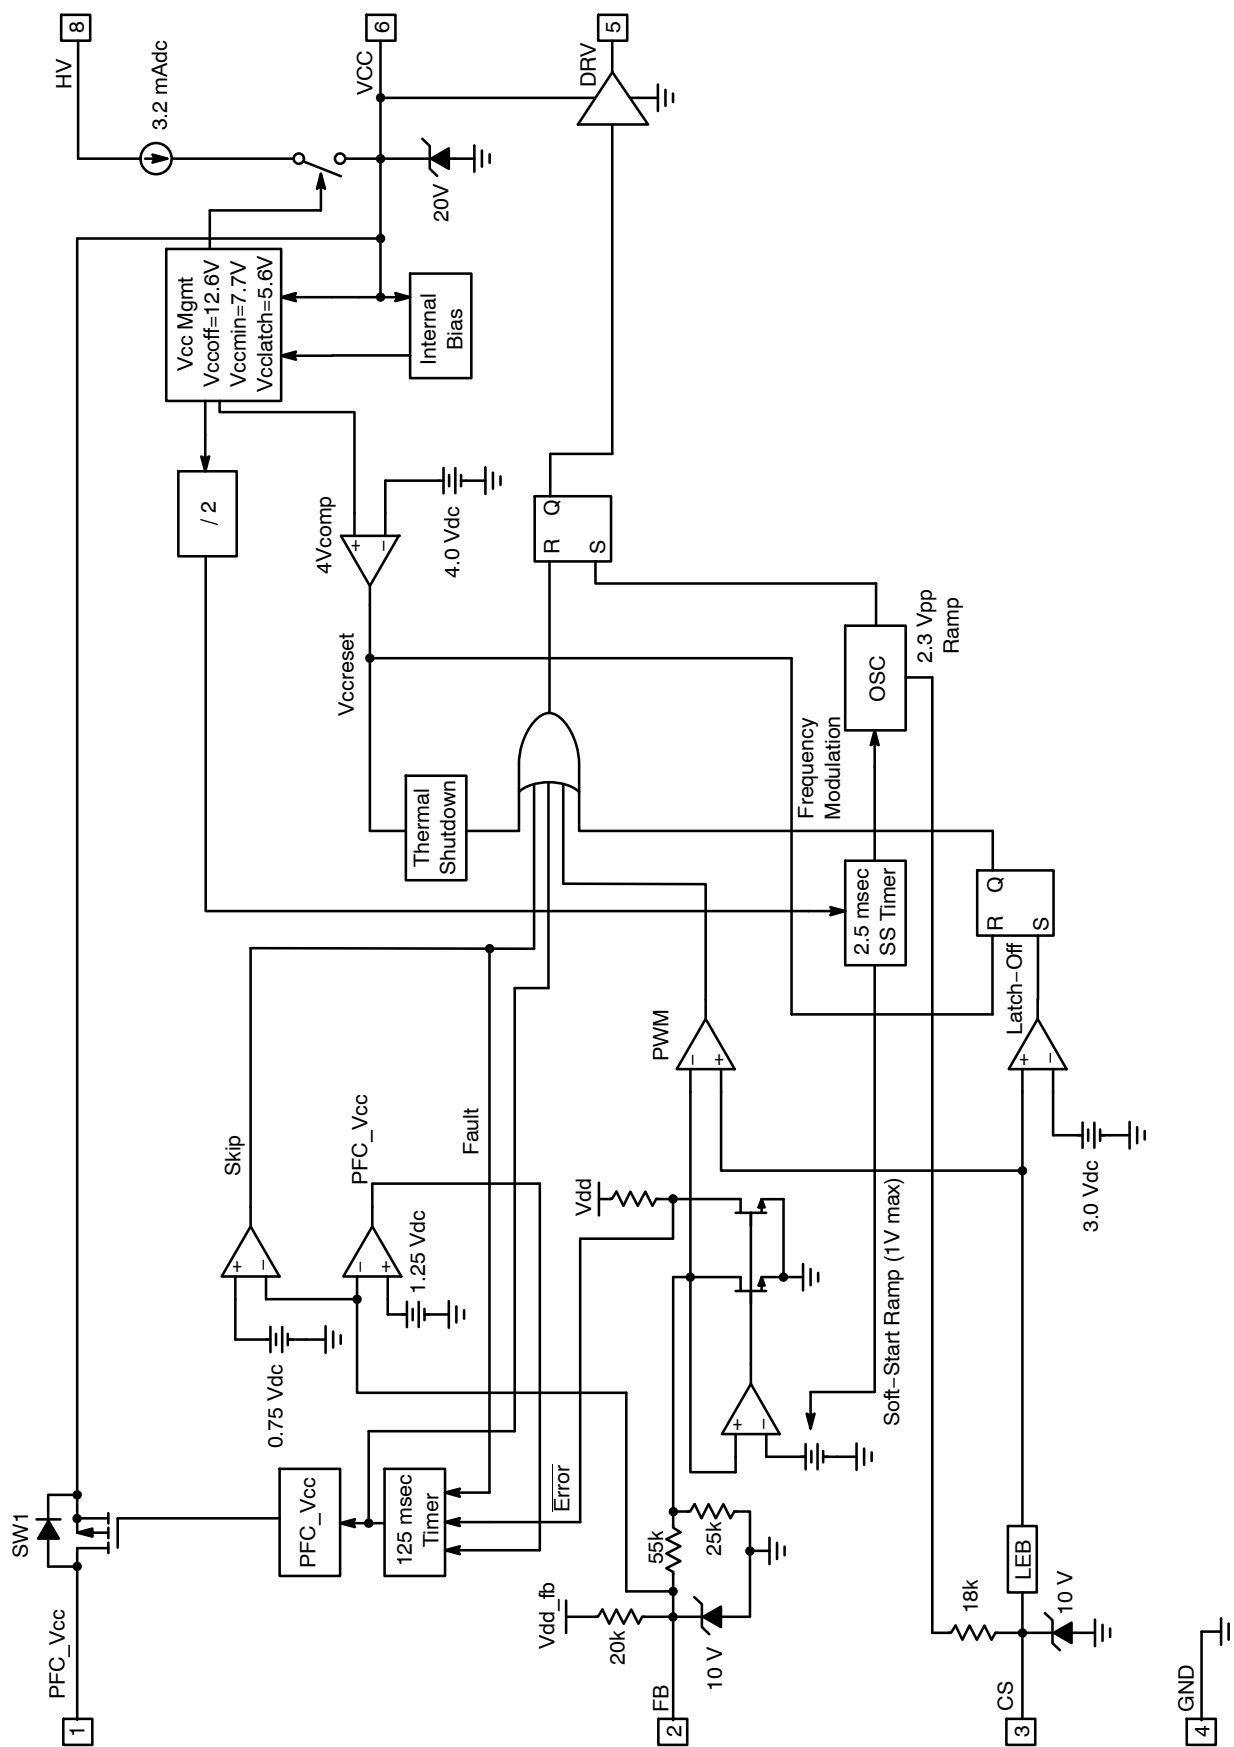 SW1
PFC_Vcc
1
PFC_Vcc
125 msec
Timer
0.75 Vdc
Skip
+
−
PFC_Vcc
−
+
1.25 Vdc
Fault
Error
/ 2
Vcc Mgmt
Vccoff=12.6V
Vccmin=7.7V
Vcclatch=5.6V
Internal
Bias
HV
8
3.2 mAdc
VCC
6
20V
DRV
5
4Vcomp
+
−
4.0 Vdc
Vccreset
Thermal
Shutdown
R
Q
S
Vdd_fb
20k
FB
2
10 V
55k
25k
Vdd
+
−
PWM
−
+
Soft−Start Ramp (1V max)
2.5 msec
SS Timer
Frequency
Modulation
OSC
2.3 Vpp
Ramp
CS
3
18k
10 V
LEB
3.0 Vdc
+
−
Latch−Off
R
Q
S
GND
4